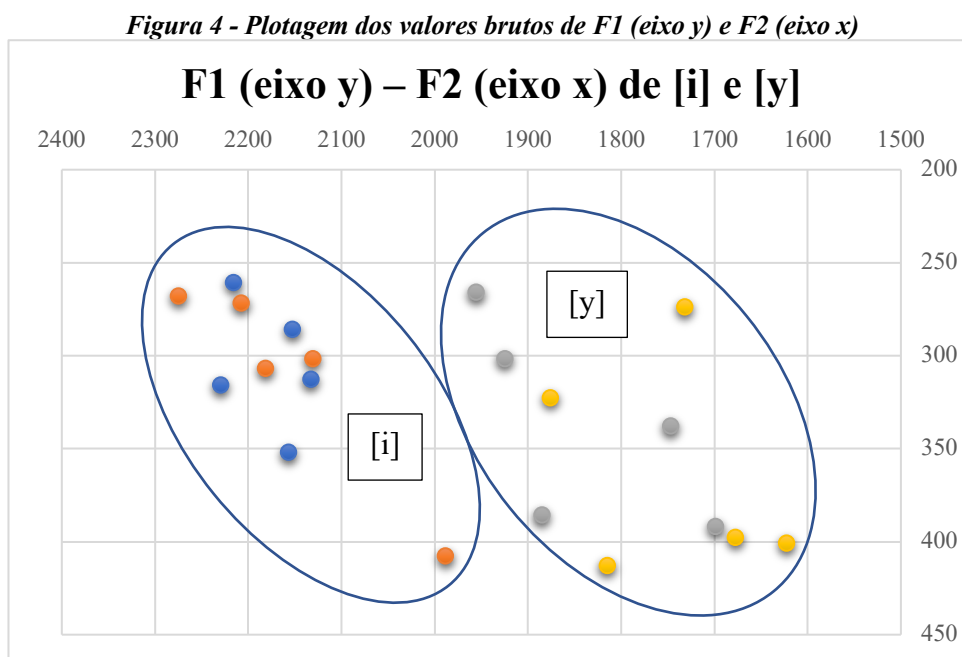 Figura 4 - Plotagem dos valores brutos de F1 (eixo y) e F2 (eixo x)
F1 (eixo y) – F2 (eixo x) de [i] e [y]
2400 2300 2200 2100 2000 1900 1800 1700 1600 1500
200
250
[y]
300
350
[i]
400
450